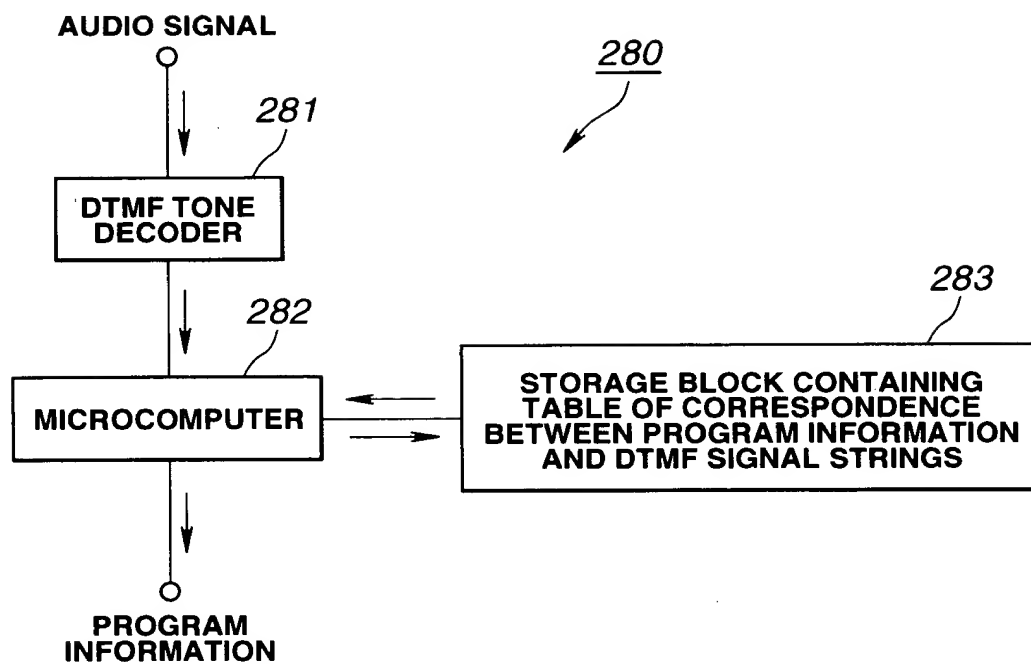 AUDIO SIGNAL
280
281
DTMF TONE
DECODER
282
283
MICROCOMPUTER
STORAGE BLOCK CONTAINING
TABLE OF CORRESPONDENCE
BETWEEN PROGRAM INFORMATION
AND DTMF SIGNAL STRINGS
PROGRAM
INFORMATION